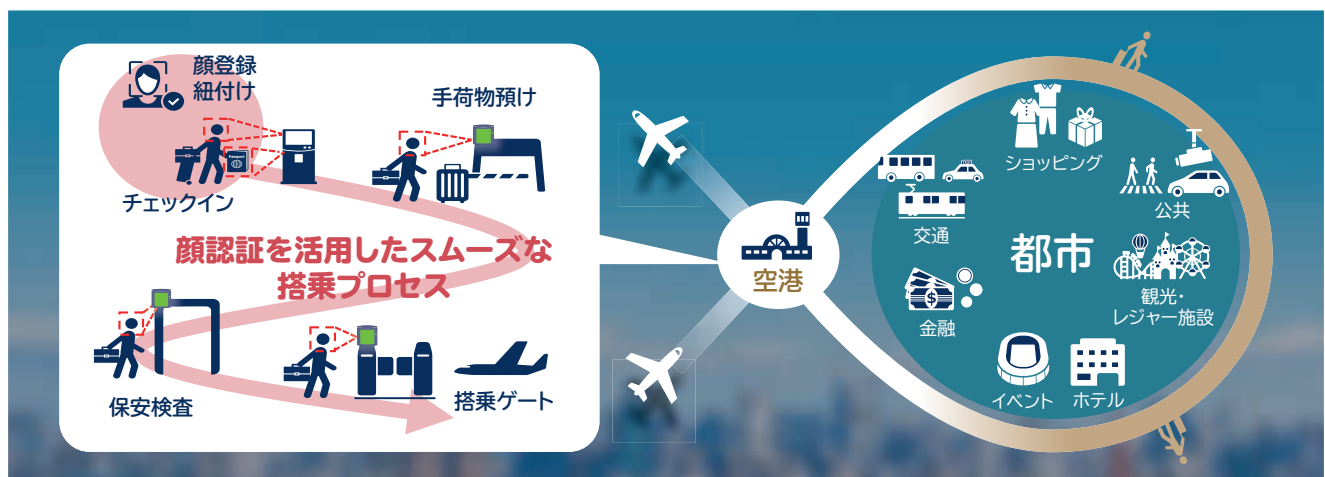 顔登録
紐付け
チェックイン
手荷物預け
顔認証を活用したスムーズな
搭乗プロセス
保安検査
搭乗ゲート
空港
ショッピング
交通
公共
都市
金融
観光・
レジャー施設
イベント
ホテル
Passport
$